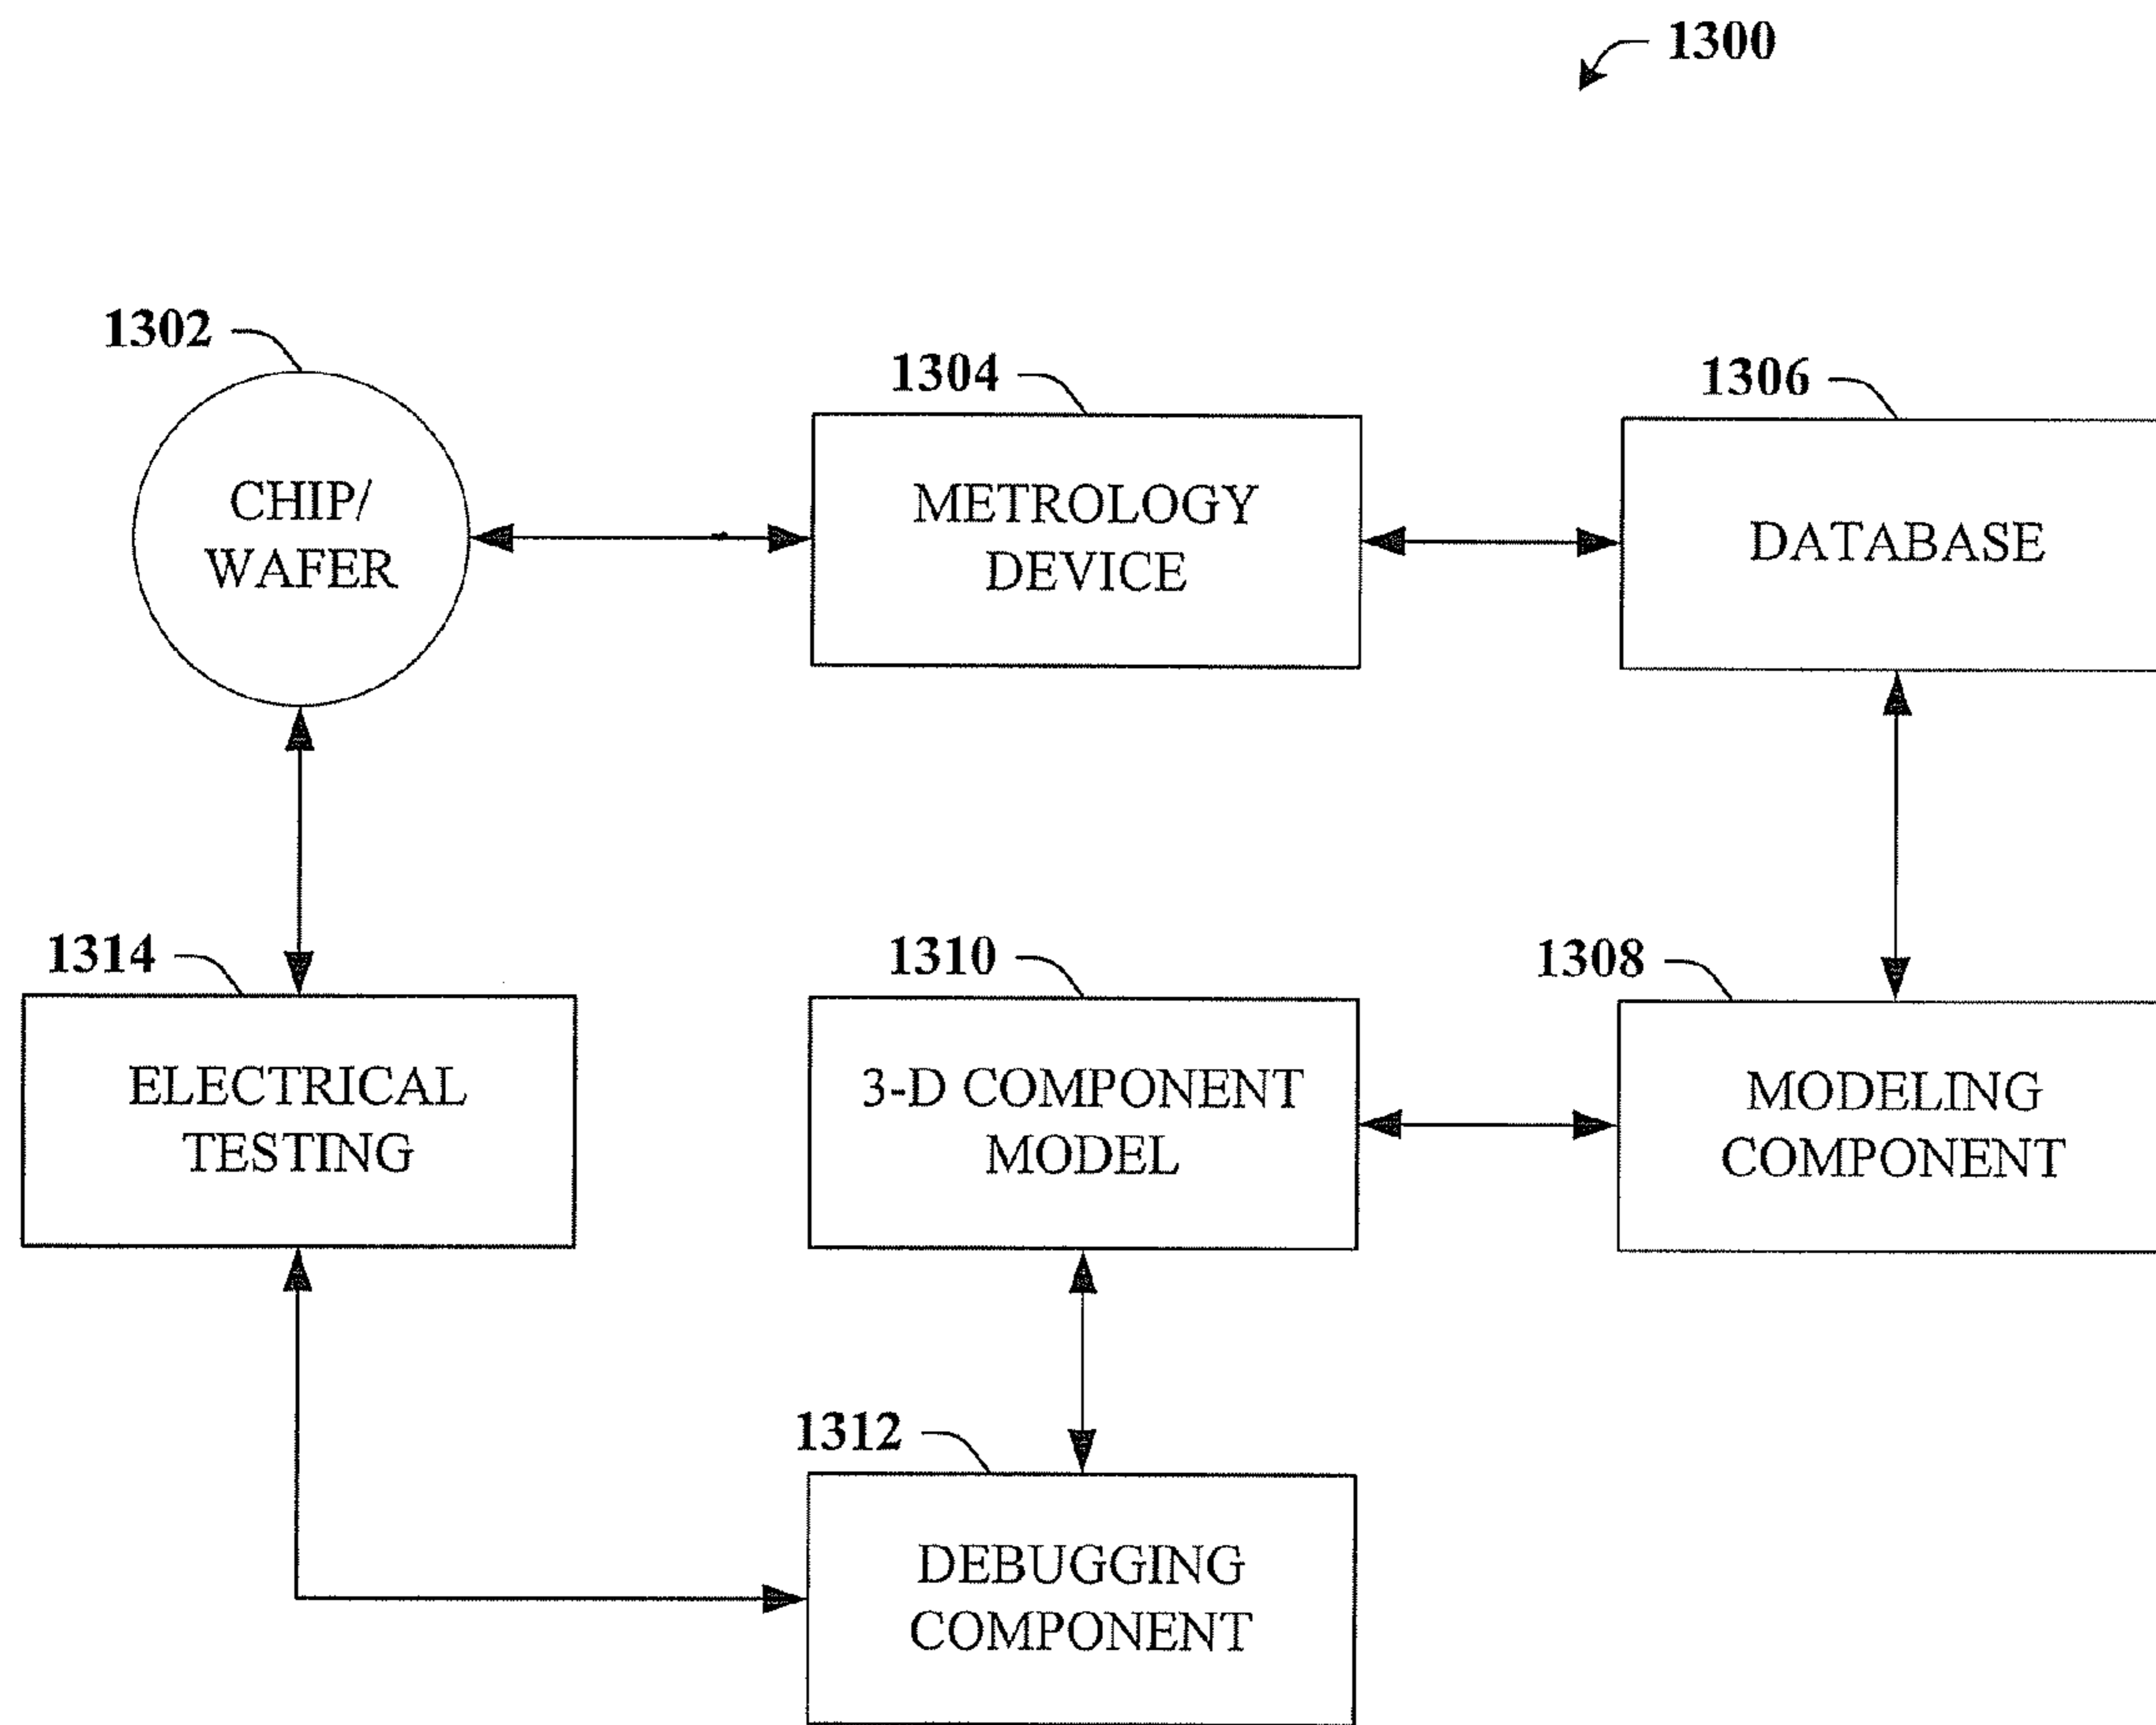 1300
1302
1304
1306
CHIP/
WAFER
METROLOGY
DEVICE
DATABASE
1314
1310
1308
ELECTRICAL
TESTING
3-D COMPONENT
MODEL
MODELING
COMPONENT
1312
DEBUGGING
COMPONENT